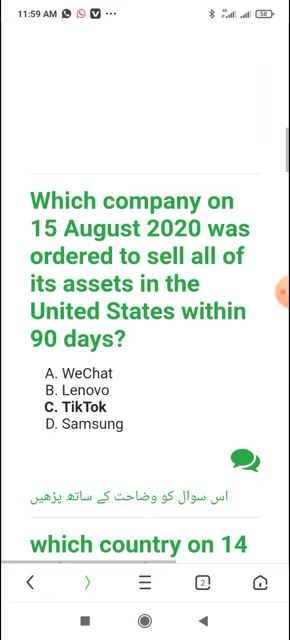 11:59 AM
58
Which company on
15 August 2020 was
ordered to sell all of
its assets in the
United States within
90 days?
A. WeChat
B. Lenovo
C. TikTok
D. Samsung
اس سوال کو وضاحت کے ساتھ پڑھیں
which country on 14
2